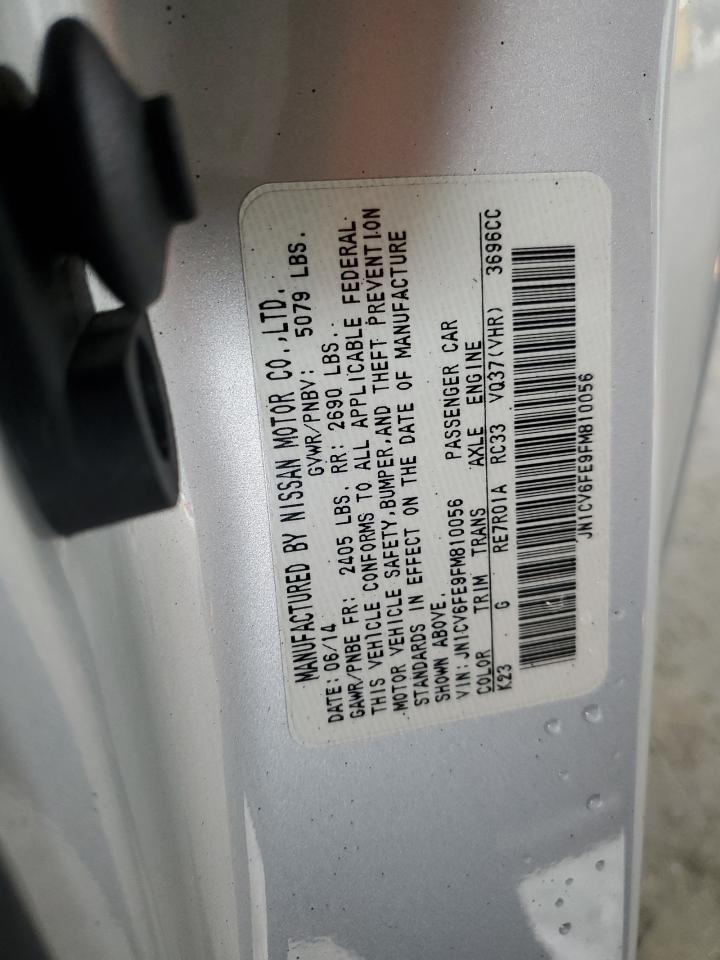 MANUFACTURED BY NISSAN MOTOR CO.,LTD.
DATE: 06/14 GVWR/PNBV: 5079 LBS.
GAWR/PNBE FR: 2405 LBS. RR: 2690 LBS.
THIS VEHICLE CONFORMS TO ALL APPLICABLE FEDERAL
MOTOR VEHICLE SAFETY,BUMPER,AND THEFT PREVENTION
STANDARDS IN EFFECT ON THE DATE OF MANUFACTURE
SHOWN ABOVE.
VIN: JN1CV6FE9FM810056 PASSENGER CAR
COLOR TRIM TRANS AXLE ENGINE
K23 G RE7R01A RC33 VQ37(VHR) 3696CC
JN1CV6FE9FM810056